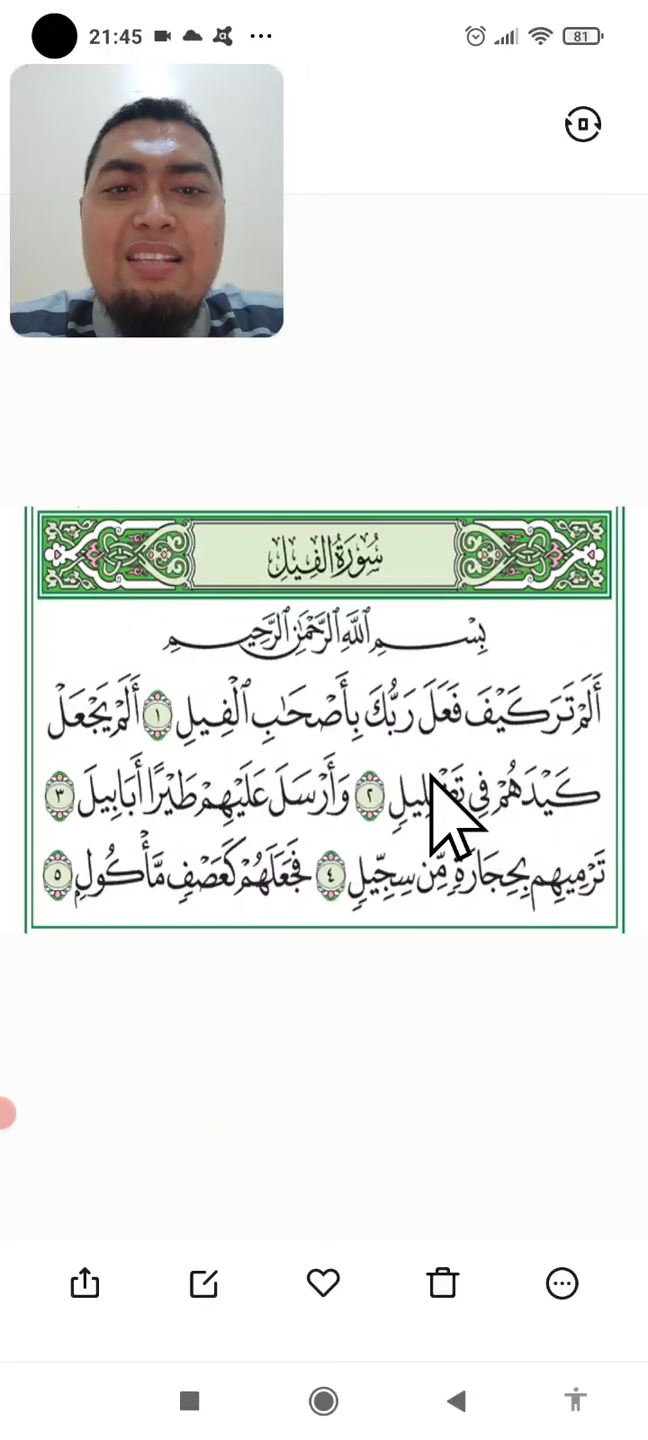 21:45
81
سُورَةُ الفِيلِ
بِسْمِ ٱللَّهِ ٱلرَّحْمَٰنِ ٱلرَّحِيمِ
أَلَمْ تَرَ كَيْفَ فَعَلَ رَبُّكَ بِأَصْحَٰبِ ٱلْفِيلِ ١ أَلَمْ يَجْعَلْ
كَيْدَهُمْ فِي ٢ وَأَرْسَلَ عَلَيْهِمْ طَيْرًا أَبَابِيلَ ٣
تَرْمِيهِم بِحِجَارَةٍ مِّن سِجِّيلٍ ٤ فَجَعَلَهُمْ كَعَصْفٍ مَّأْكُولٍ ٥